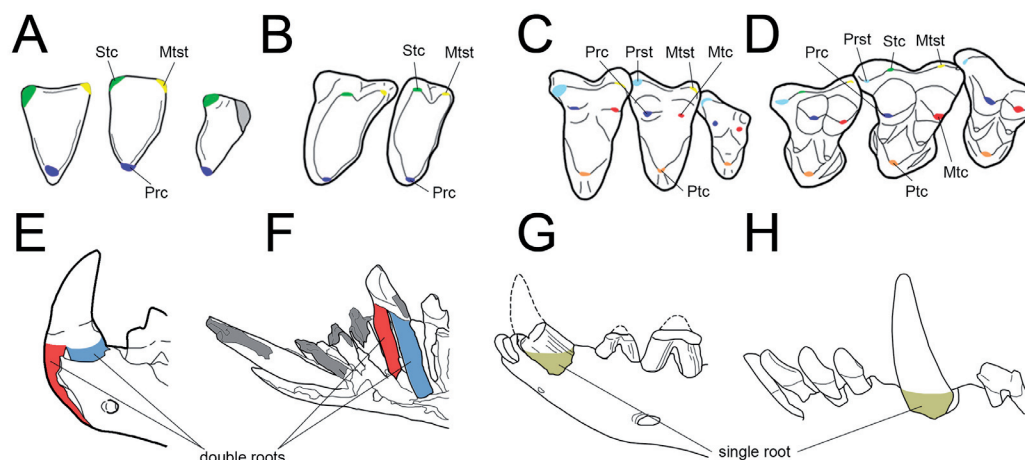 A B C D
Stc Mtst
Prc
Stc Mtst
Prc
Prc Prst Mtst Mtc
Ptc
Prc Prst Stc Mtst
Ptc
Mtc
E F G H
double roots
single root